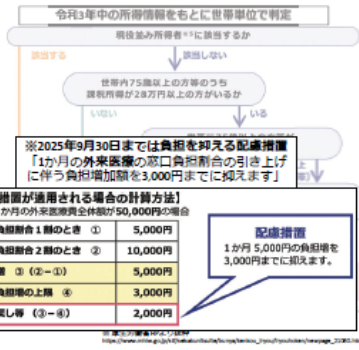 令和3年中の所得情報をもとに世帯単位で判定
現役並み所得者※5に該当するか
該当する
該当しない
世帯内75歳以上の方等のうち
課税所得が28万円以上の方がいるか
いない
いる
※2025年9月30日までは負担を抑える配慮措置
「1か月の外来医療の窓口負担割合の引き上げ
に伴う負担増加額を3,000円までに抑えます」
措置が適用される場合の計算方法】
か月の外来医療費全体額が50,000円の場合
負担割合1割のとき ① 5,000円
負担割合2割のとき ② 10,000円
増 ③(②−①) 5,000円
負担増の上限 ④ 3,000円
戻し等 (③−④) 2,000円
配慮措置
1か月 5,000円の負担増を
3,000円までに抑えます。